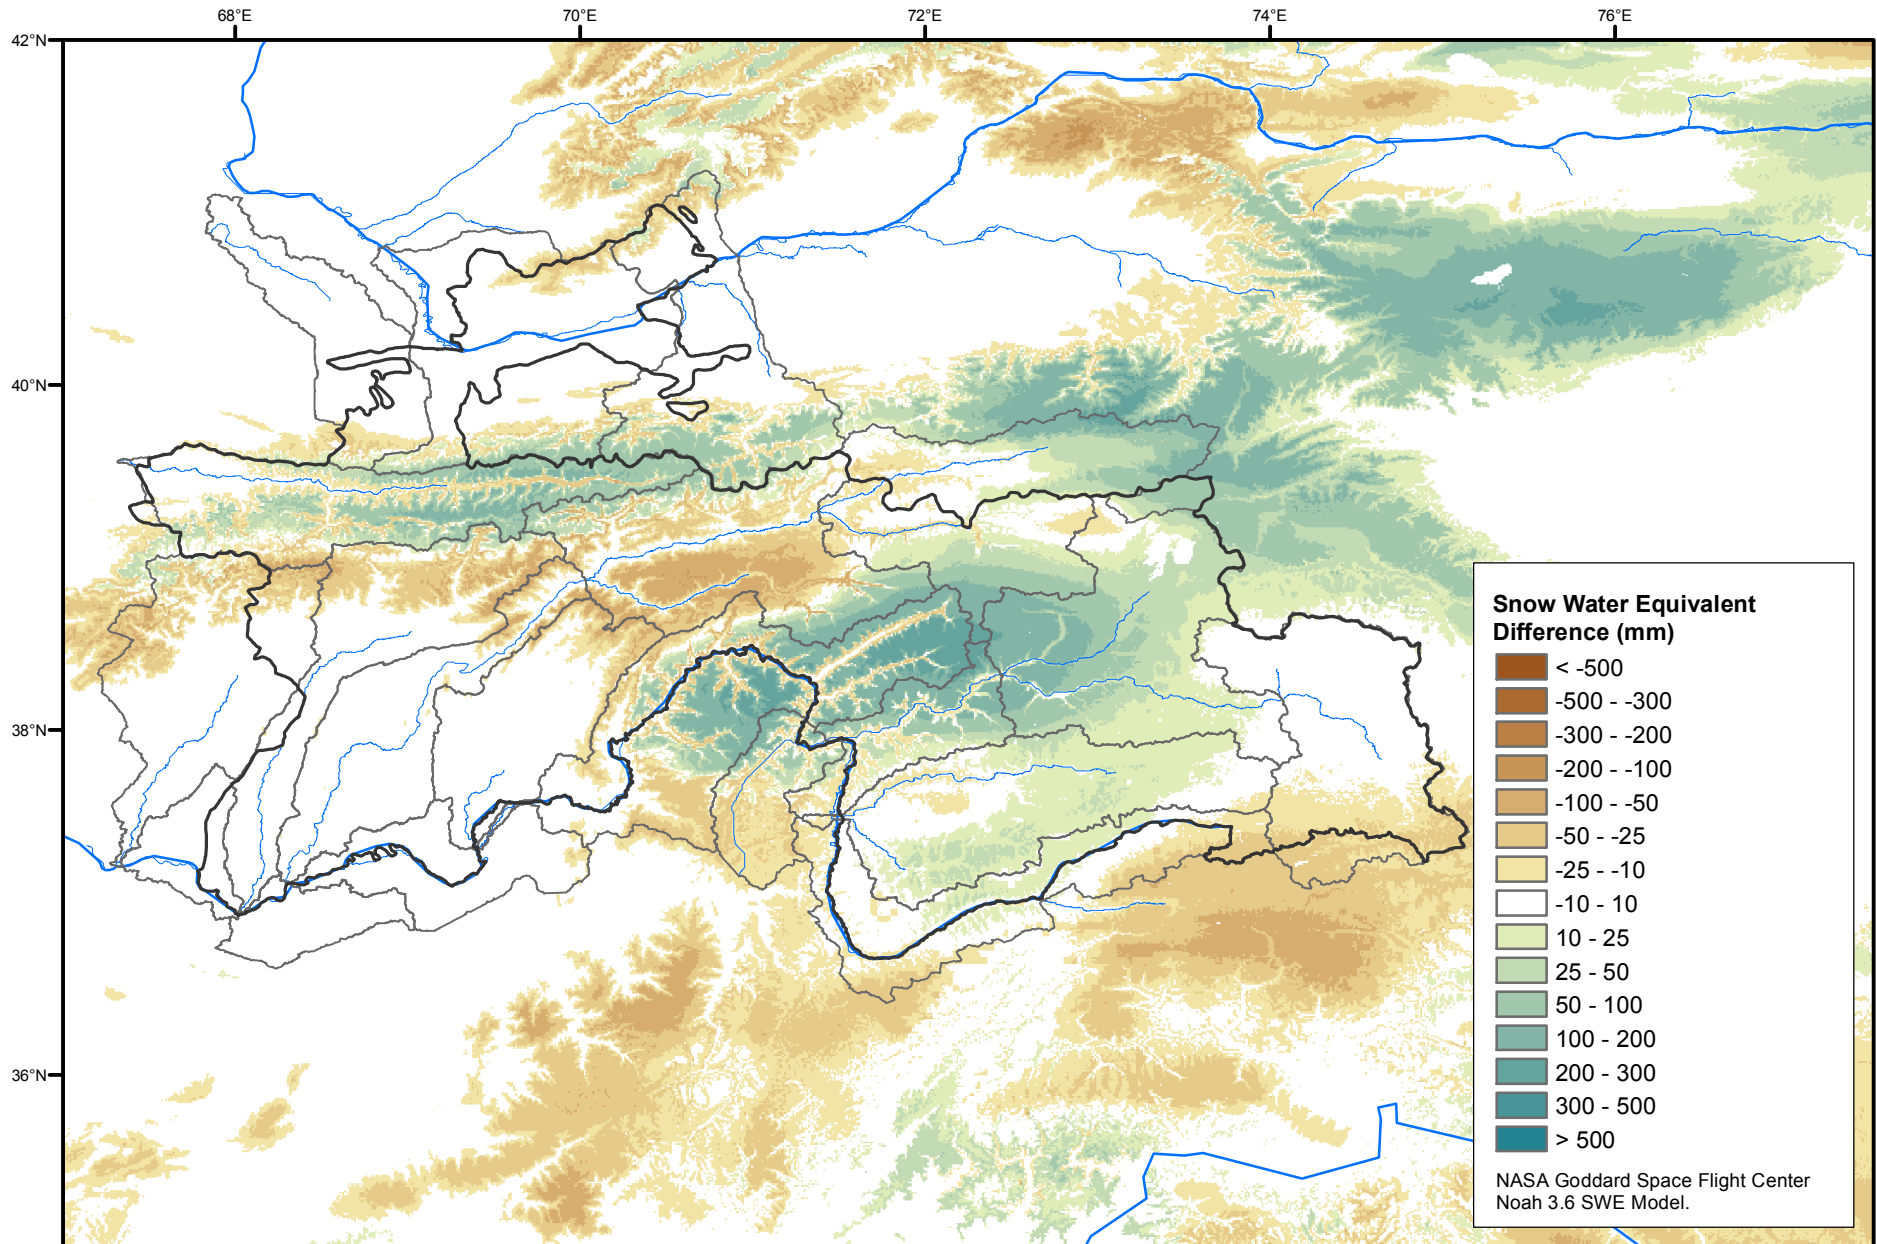 68°E
70°E
72°E
74°E
76°E
42°N
40°N
38°N
36°N
Snow Water Equivalent
Difference (mm)
< -500
-500 - -300
-300 - -200
-200 - -100
-100 - -50
-50 - -25
-25 - -10
-10 - 10
10 - 25
25 - 50
50 - 100
100 - 200
200 - 300
300 - 500
> 500
NASA Goddard Space Flight Center
Noah 3.6 SWE Model.